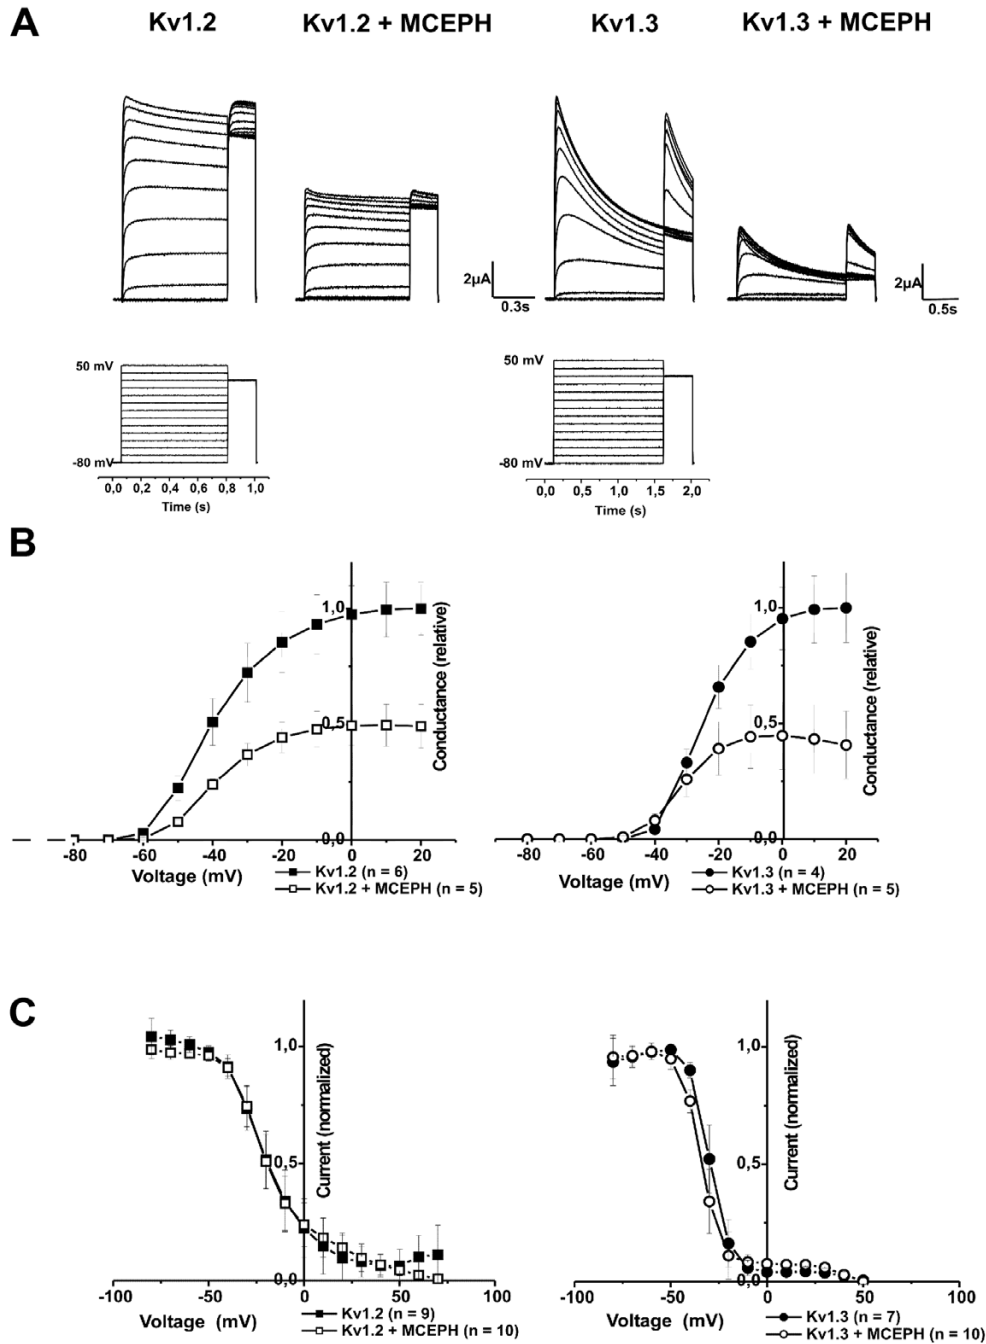 A
Kv1.2
Kv1.2 + MCEPH
Kv1.3
Kv1.3 + MCEPH
2µA
0.3s
2µA
0.5s
50 mV
-80 mV
0,0 0,2 0,4 0,6 0,8 1,0
Time (s)
50 mV
-80 mV
0,0 0,5 1,0 1,5 2,0
Time (s)
B
1,0
0,5
0,0
Conductance (relative)
-80 -60 -40 -20 0 20
Voltage (mV)
Kv1.2 (n = 6)
Kv1.2 + MCEPH (n = 5)
1,0
0,5
0,0
Conductance (relative)
-80 -60 -40 -20 0 20
Voltage (mV)
Kv1.3 (n = 4)
Kv1.3 + MCEPH (n = 5)
C
1,0
0,5
0,0
Current (normalized)
-100 -50 0 50 100
Voltage (mV)
Kv1.2 (n = 9)
Kv1.2 + MCEPH (n = 10)
1,0
0,5
0,0
Current (normalized)
-100 -50 0 50 100
Voltage (mV)
Kv1.3 (n = 7)
Kv1.3 + MCEPH (n = 10)